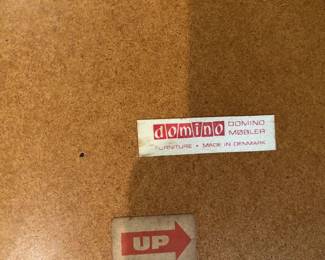 domino DOMINO
MØBLER
FURNITURE • MADE IN DENMARK
UP